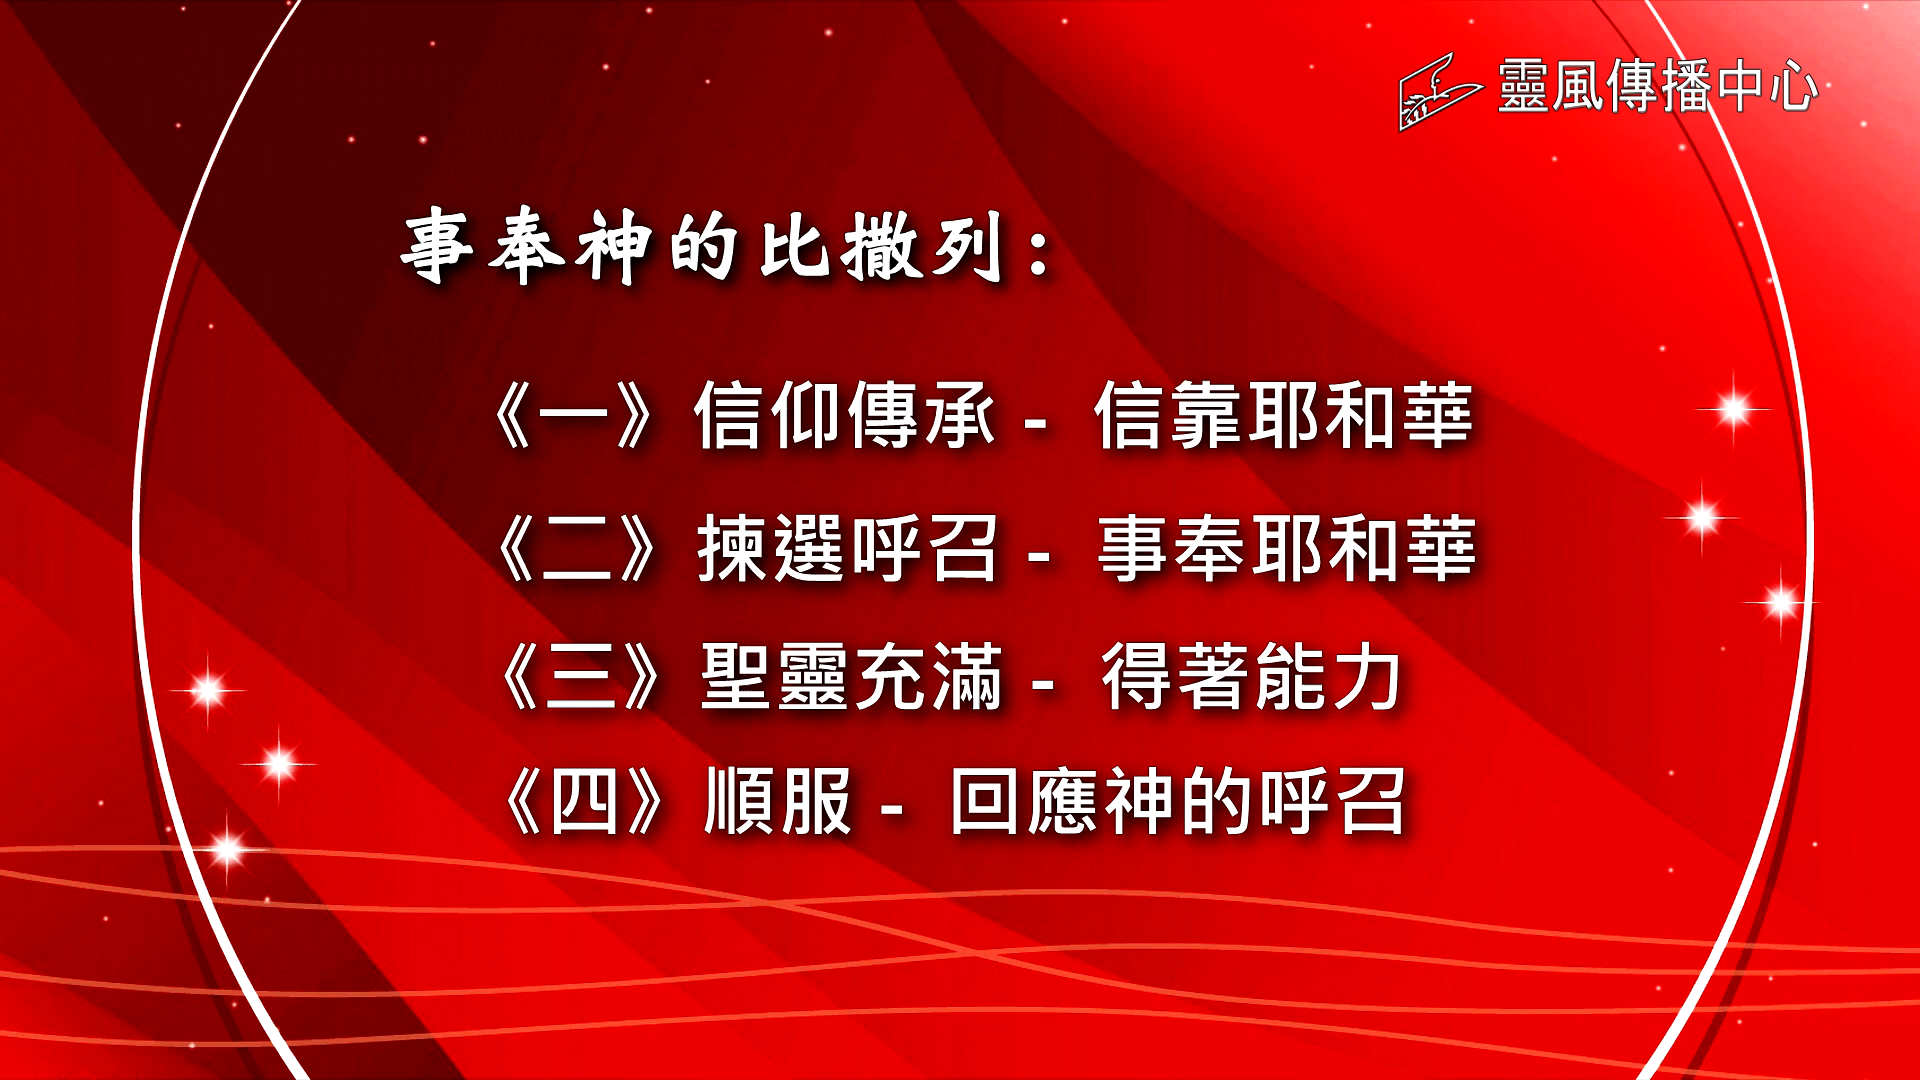 靈風傳播中心
事奉神的比撒列：
《一》信仰傳承 - 信靠耶和華
《二》揀選呼召 - 事奉耶和華
《三》聖靈充滿 - 得著能力
《四》順服 - 回應神的呼召